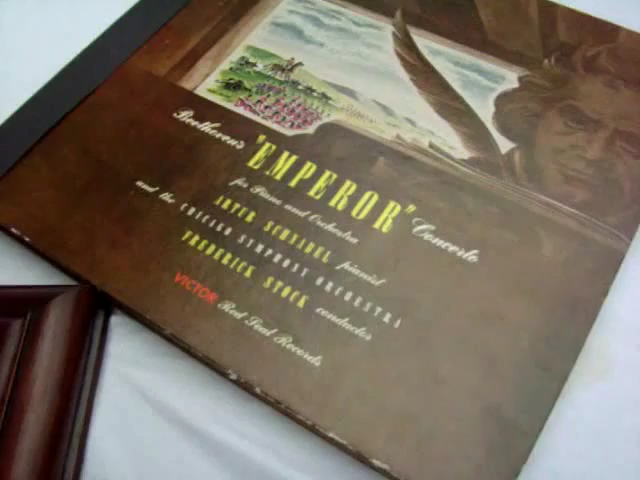 Beethoven's "EMPEROR" Concerto
for Piano and Orchestra
ARTUR SCHNABEL pianist
and the CHICAGO SYMPHONY ORCHESTRA
FREDERICK STOCK conductor
VICTOR Red Seal Records